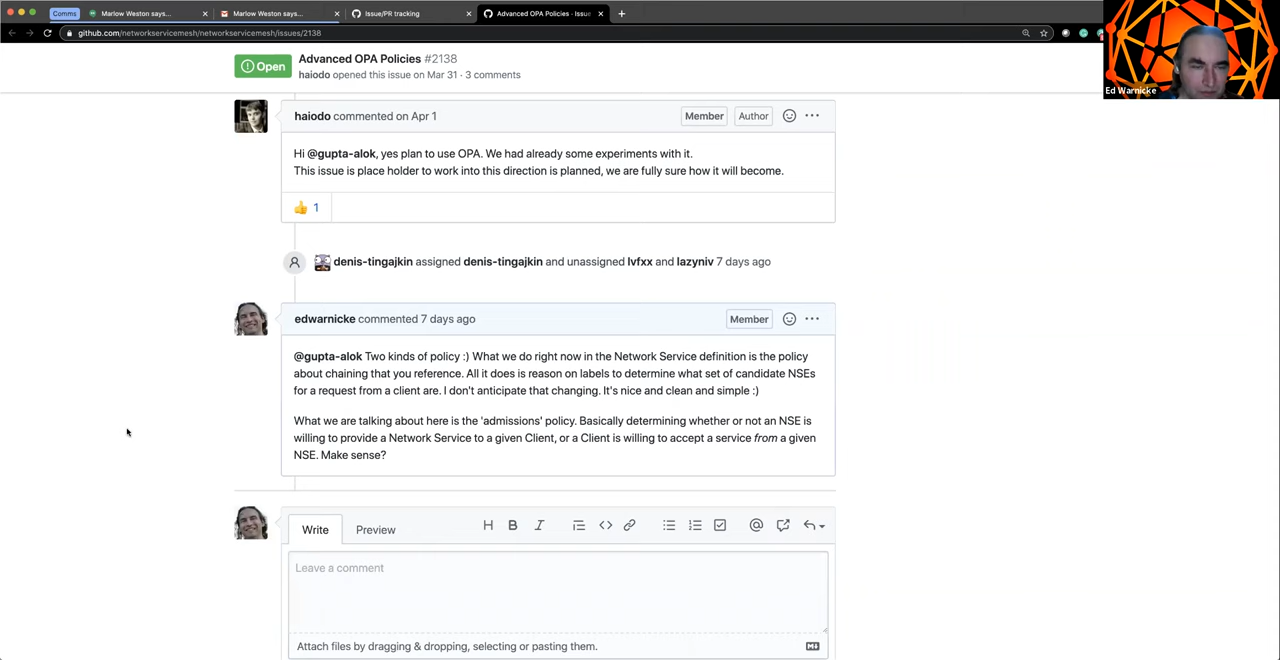 Comms
Marlow Weston says...
Marlow Weston says...
Issue/PR tracking
Advanced OPA Policies · Issue
github.com/networkservicemesh/networkservicemesh/issues/2138
Ed Warnicke
Open
Advanced OPA Policies #2138
haiodo opened this issue on Mar 31 · 3 comments
haiodo commented on Apr 1
Member
Author
Hi @gupta-alok, yes plan to use OPA. We had already some experiments with it.
This issue is place holder to work into this direction is planned, we are fully sure how it will become.
👍 1
denis-tingajkin assigned denis-tingajkin and unassigned lvfxx and lazyniv 7 days ago
edwarnicke commented 7 days ago
Member
@gupta-alok Two kinds of policy :) What we do right now in the Network Service definition is the policy
about chaining that you reference. All it does is reason on labels to determine what set of candidate NSEs
for a request from a client are. I don't anticipate that changing. It's nice and clean and simple :)
What we are talking about here is the 'admissions' policy. Basically determining whether or not an NSE is
willing to provide a Network Service to a given Client, or a Client is willing to accept a service from a given
NSE. Make sense?
Write
Preview
Leave a comment
Attach files by dragging & dropping, selecting or pasting them.